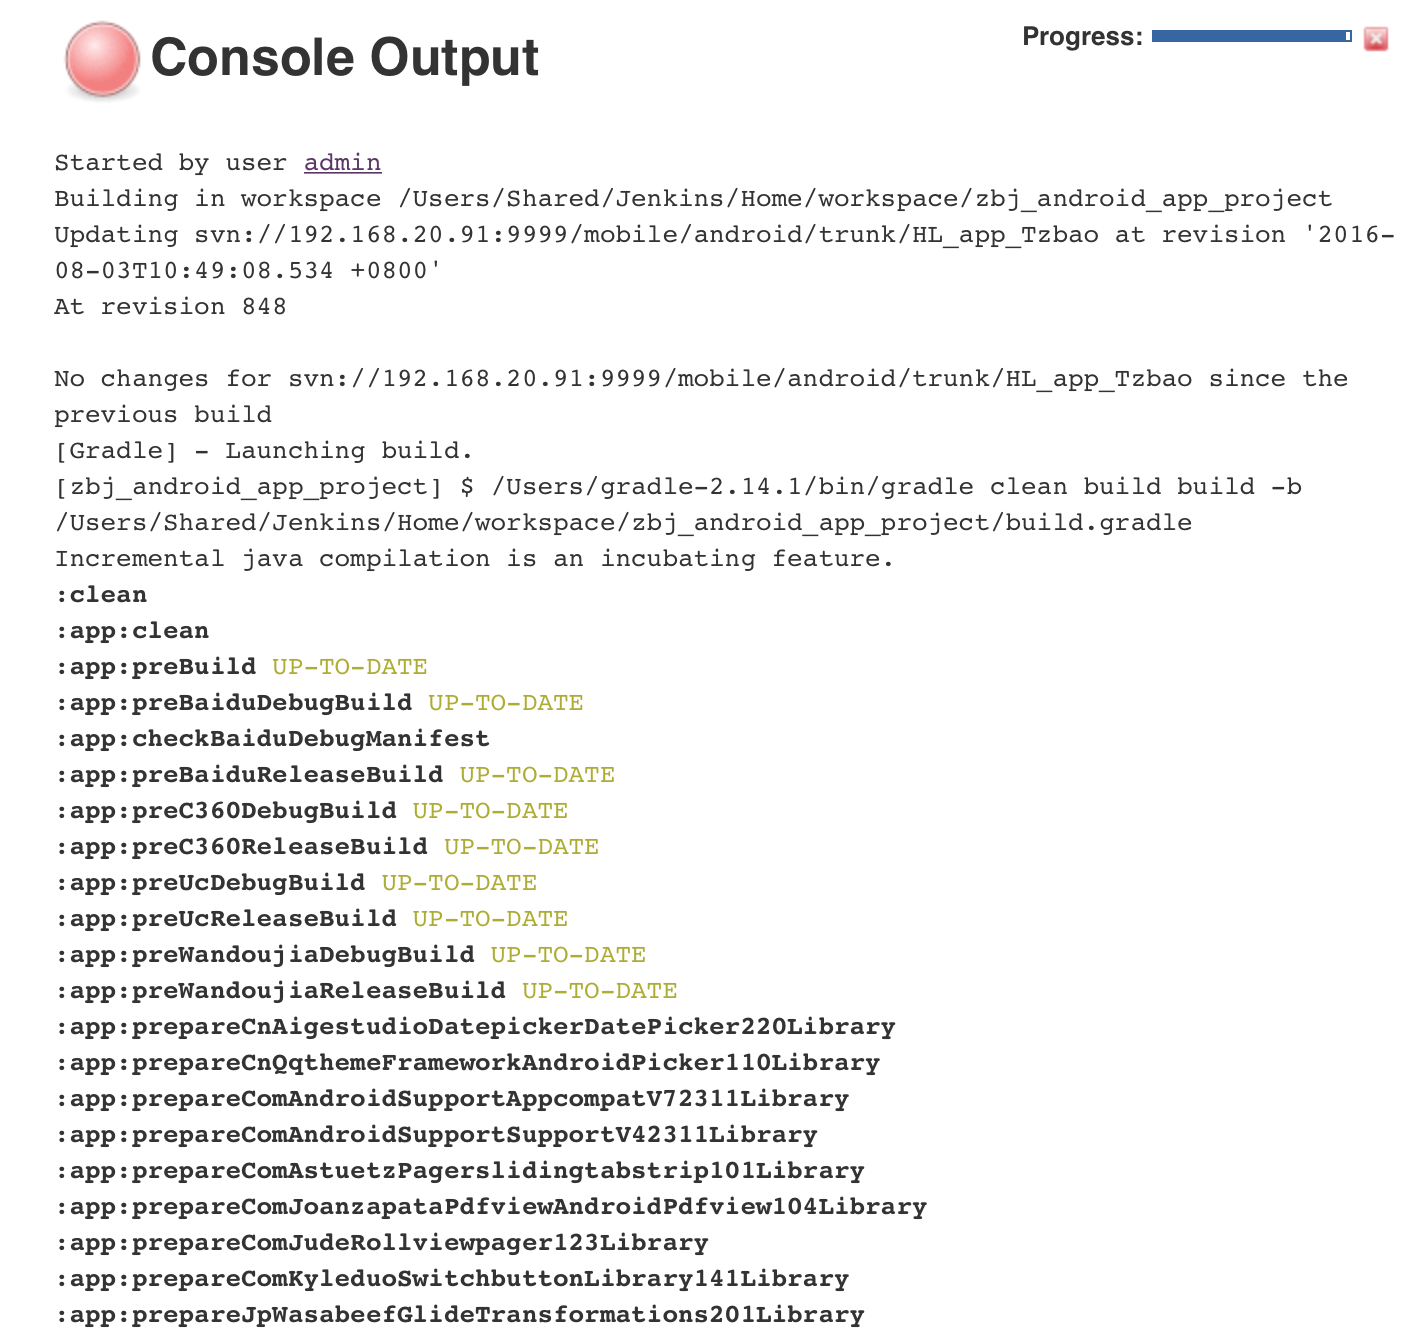 Console Output
Progress:
Started by user admin
Building in workspace /Users/Shared/Jenkins/Home/workspace/zbj_android_app_project
Updating svn://192.168.20.91:9999/mobile/android/trunk/HL_app_Tzbao at revision '2016-
08-03T10:49:08.534 +0800'
At revision 848
No changes for svn://192.168.20.91:9999/mobile/android/trunk/HL_app_Tzbao since the
previous build
[Gradle] - Launching build.
[zbj_android_app_project] $ /Users/gradle-2.14.1/bin/gradle clean build build -b
/Users/Shared/Jenkins/Home/workspace/zbj_android_app_project/build.gradle
Incremental java compilation is an incubating feature.
:clean
:app:clean
:app:preBuild UP-TO-DATE
:app:preBaiduDebugBuild UP-TO-DATE
:app:checkBaiduDebugManifest
:app:preBaiduReleaseBuild UP-TO-DATE
:app:preC360DebugBuild UP-TO-DATE
:app:preC360ReleaseBuild UP-TO-DATE
:app:preUcDebugBuild UP-TO-DATE
:app:preUcReleaseBuild UP-TO-DATE
:app:preWandoujiaDebugBuild UP-TO-DATE
:app:preWandoujiaReleaseBuild UP-TO-DATE
:app:prepareCnAigestudioDatepickerDatePicker220Library
:app:prepareCnQqthemeFrameworkAndroidPicker110Library
:app:prepareComAndroidSupportAppcompatV72311Library
:app:prepareComAndroidSupportSupportV42311Library
:app:prepareComAstuetzPagerslidingtabstrip101Library
:app:prepareComJoanzapataPdfviewAndroidPdfview104Library
:app:prepareComJudeRollviewpager123Library
:app:prepareComKyleduoSwitchbuttonLibrary141Library
:app:prepareJpWasabeefGlideTransformations201Library